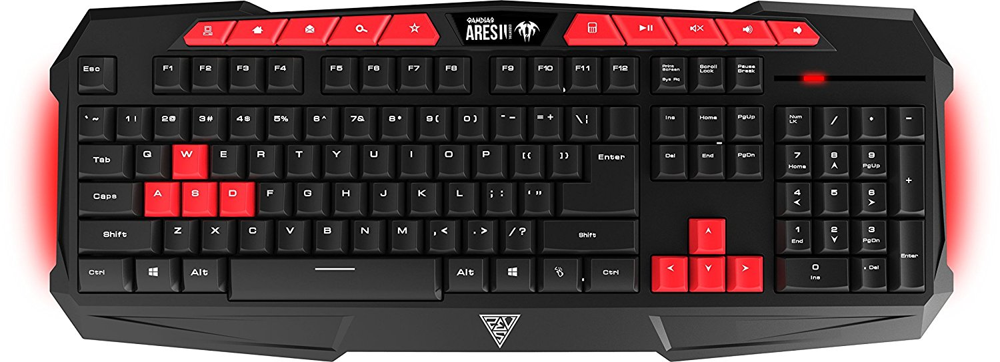 GAMDIAS
ARES II
ESSENTIAL
Esc F1 F2 F3 F4 F5 F6 F7 F8 F9 F10 F11 F12 Print Screen Sys Rq Scroll Lock Pause Break
` ~ 1 ! 2 @ 3 # 4 $ 5 % 6 ^ 7 & 8 * 9 ( 0 ) - - = + \ ¦ Ins Home PgUp Num LK / * -
Tab Q W E R T Y U I O P [ { ] } Enter Del End PgDn 7 Home 8 9 PgUp +
Caps A S D F G H J K L ; : ‘ ” 4 5 6
Shift Z X C V B N M , < . > / ? Shift 1 End 2 3 PgDn Enter
Ctrl Alt Alt Ctrl 0 Ins . Del
ZEUS